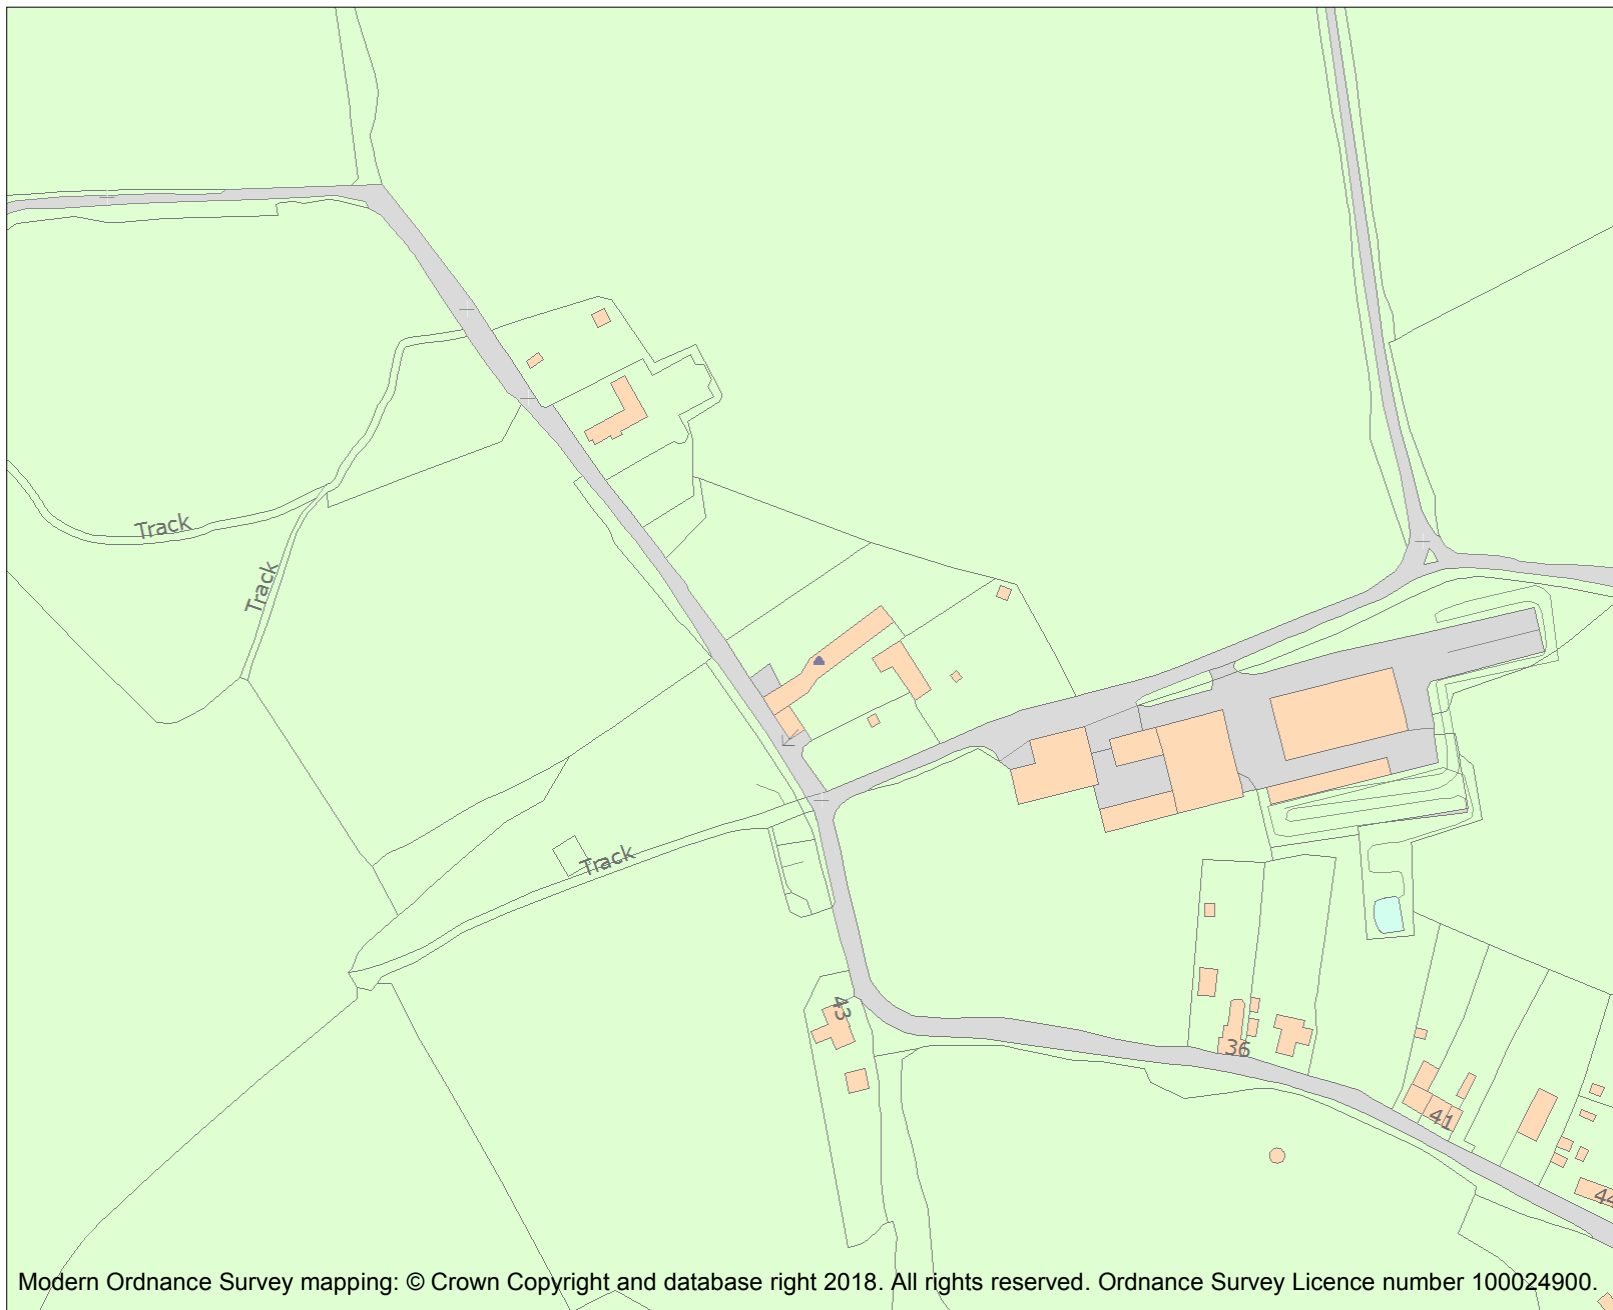 Track
Track
Track
43
36
41
44
Modern Ordnance Survey mapping: © Crown Copyright and database right 2018. All rights reserved. Ordnance Survey Licence number 100024900.